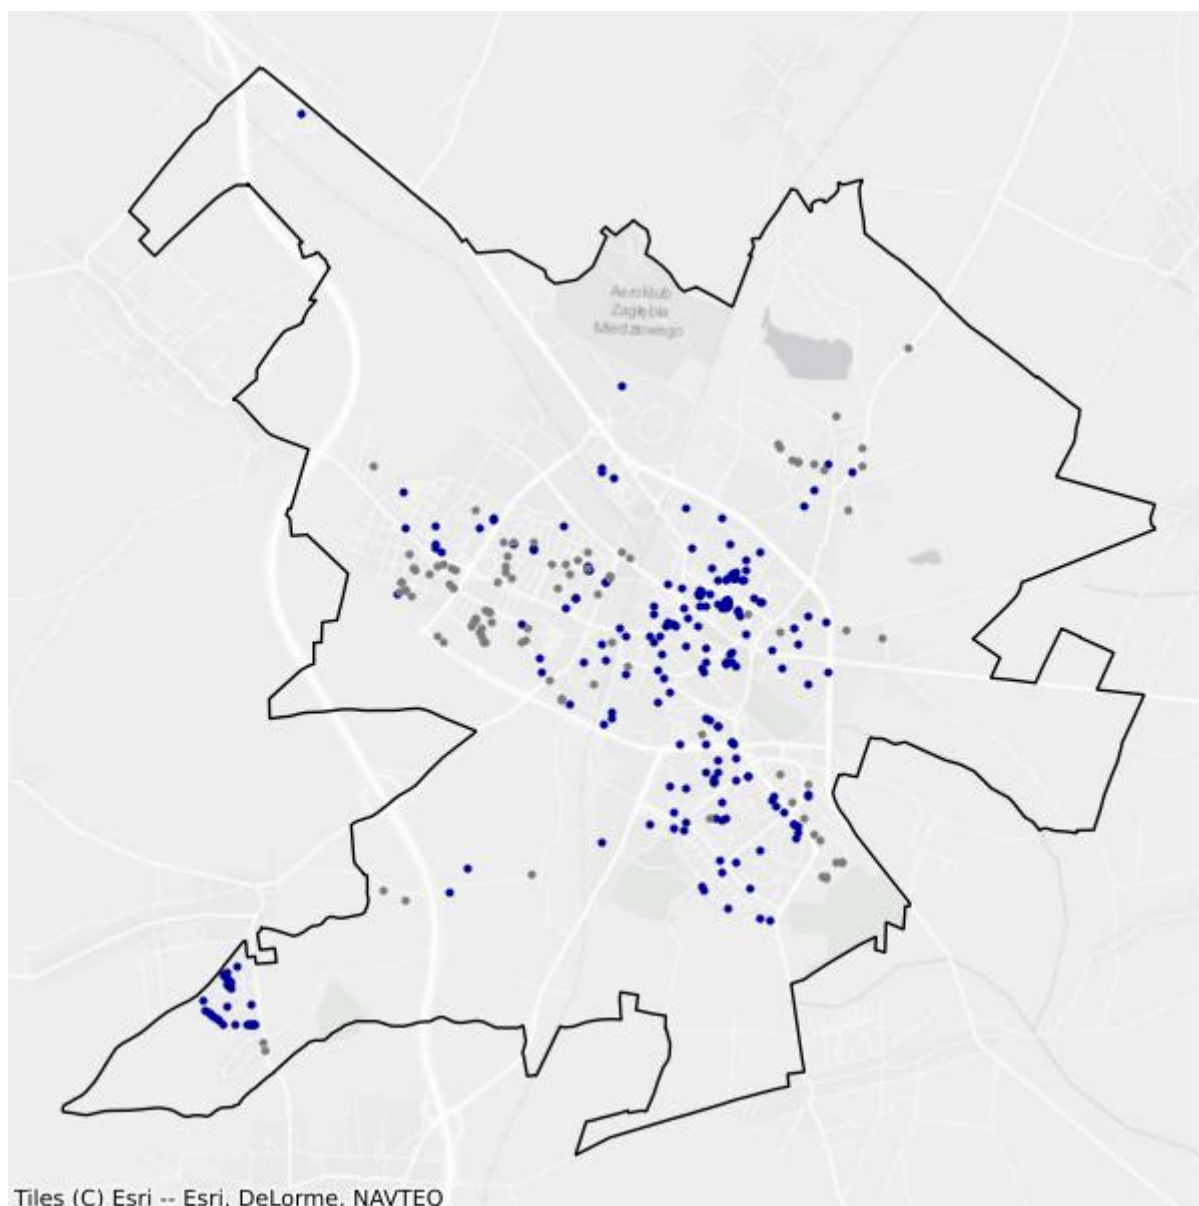 Aeroklub
Zagłębia
Miedziowego
Tiles (C) Esri -- Esri, DeLorme, NAVTEQ